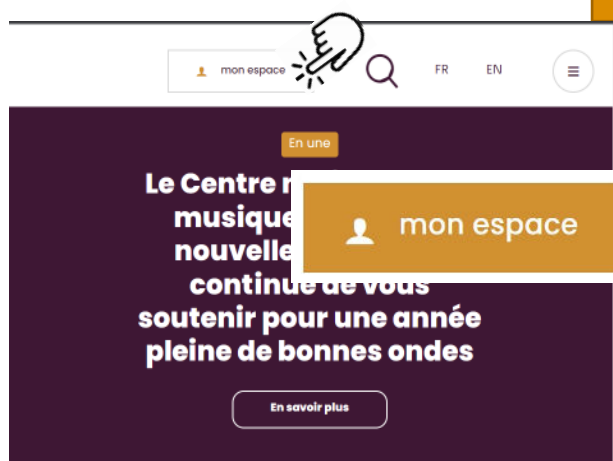 mon espace
FR
EN
En une
Le Centre
musique
nouvelle
mon espace
continue de vous
soutenir pour une année
pleine de bonnes ondes
En savoir plus